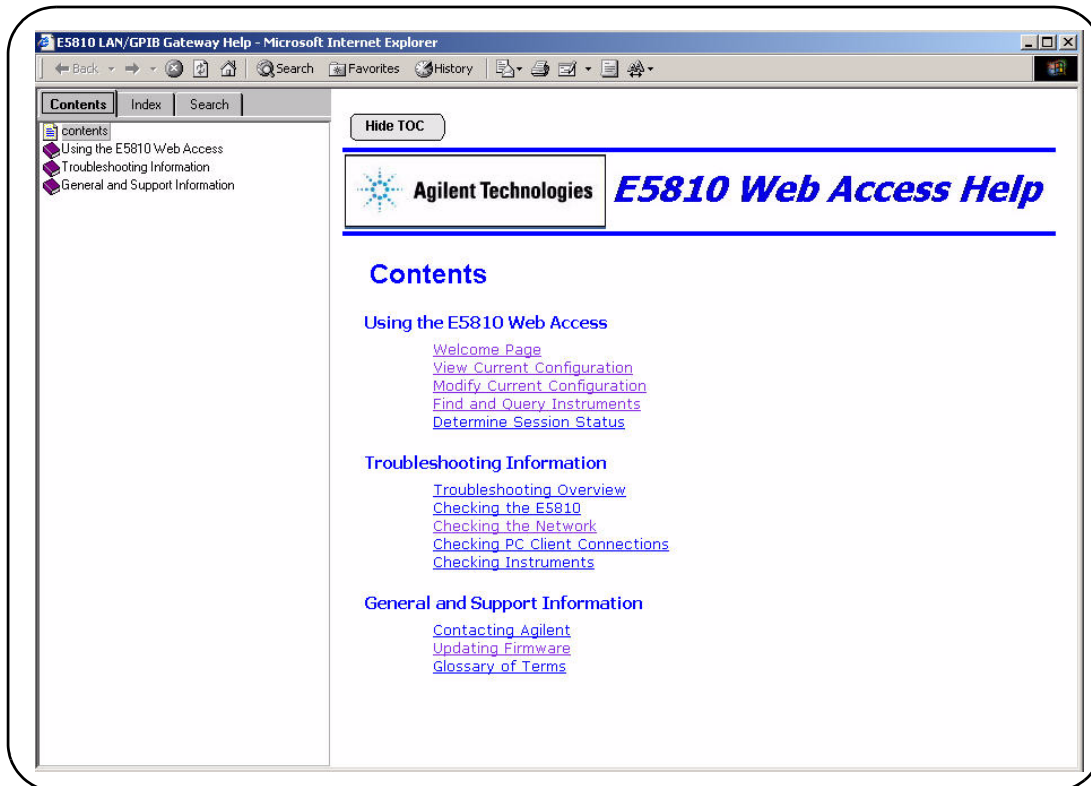 E5810 LAN/GPIB Gateway Help - Microsoft Internet Explorer
Back Search Favorites History
Contents Index Search
contents
Using the E5810 Web Access
Troubleshooting Information
General and Support Information
Hide TOC
Agilent Technologies E5810 Web Access Help
Contents
Using the E5810 Web Access
Welcome Page
View Current Configuration
Modify Current Configuration
Find and Query Instruments
Determine Session Status
Troubleshooting Information
Troubleshooting Overview
Checking the E5810
Checking the Network
Checking PC Client Connections
Checking Instruments
General and Support Information
Contacting Agilent
Updating Firmware
Glossary of Terms